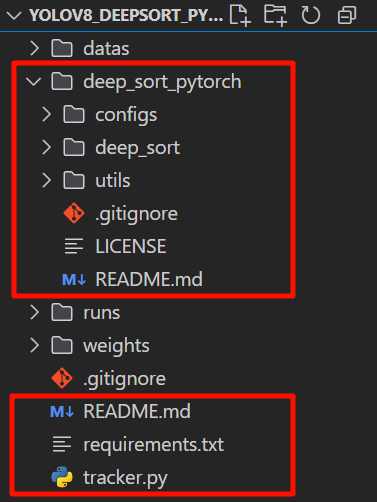 YOLOV8_DEEPSORT_PY...
datas
deep_sort_pytorch
configs
deep_sort
utils
.gitignore
LICENSE
M↓ README.md
runs
weights
.gitignore
M↓ README.md
requirements.txt
tracker.py